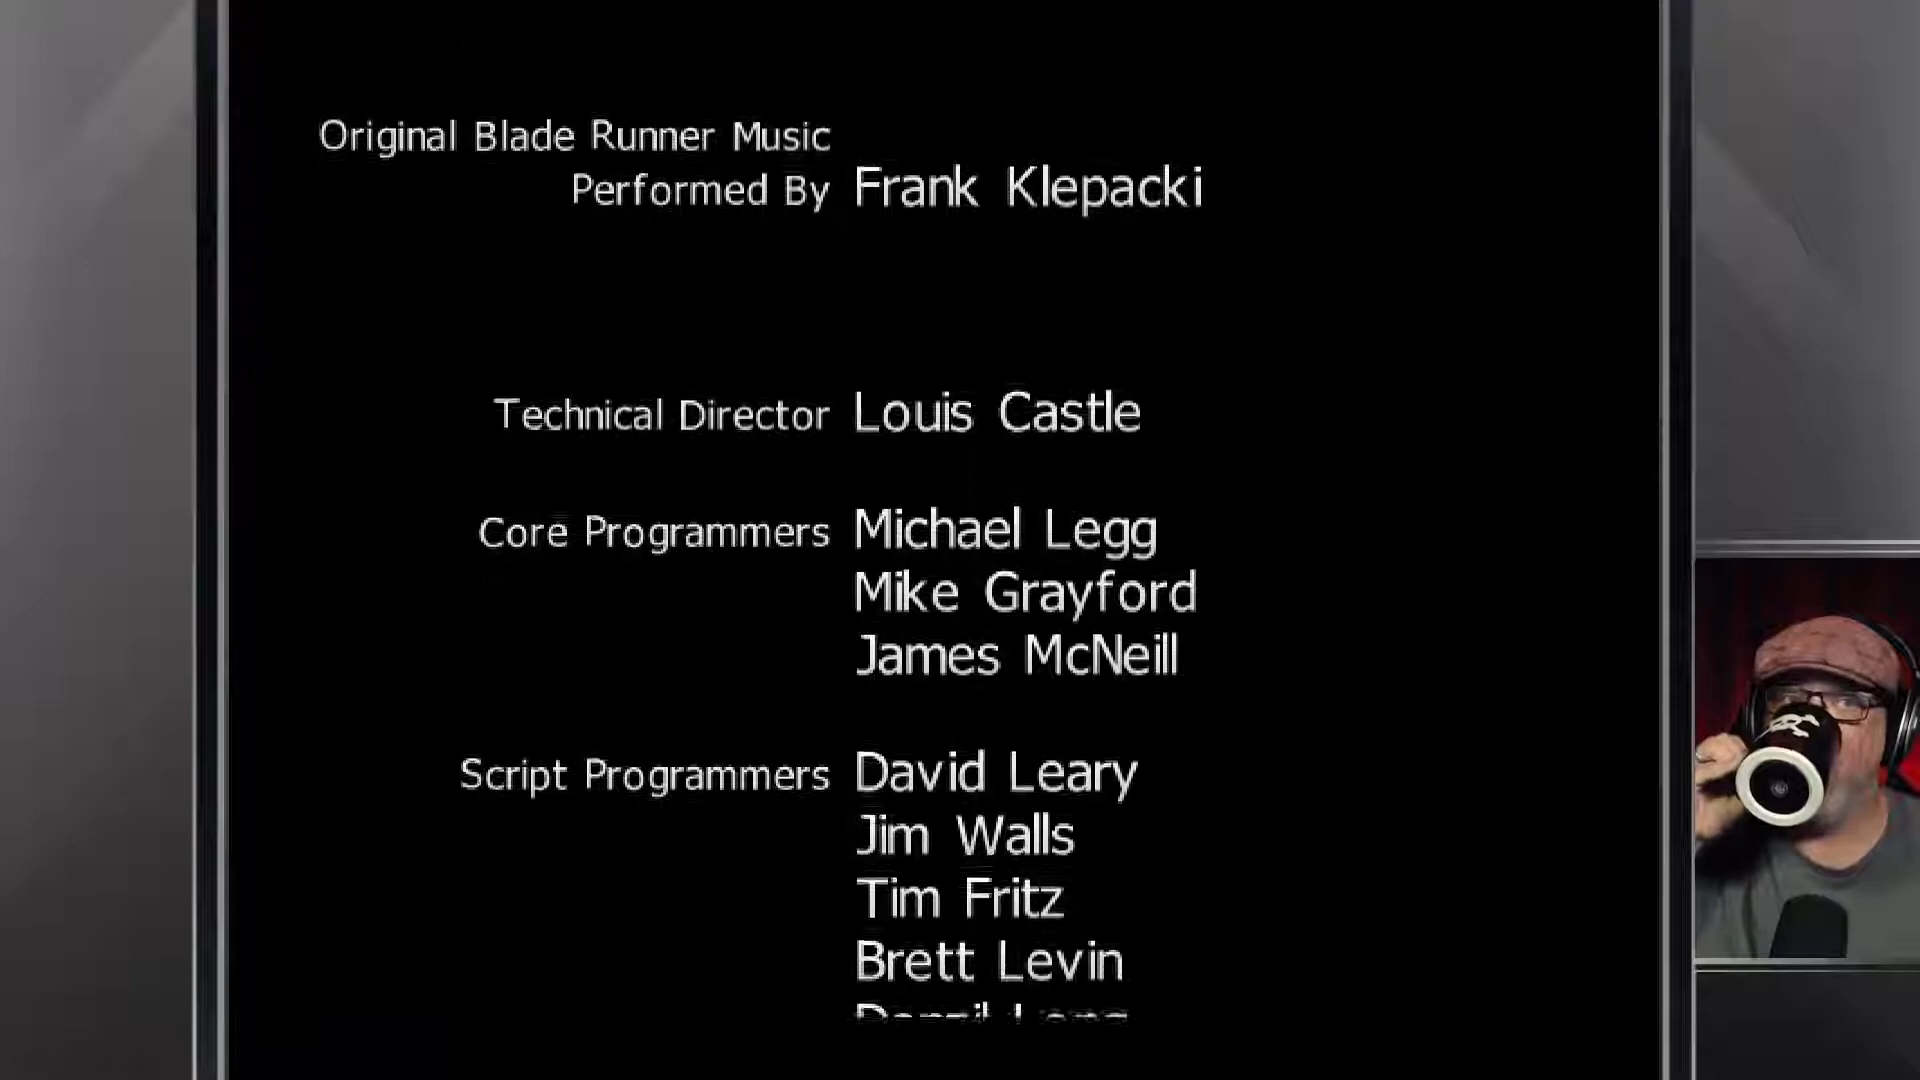 Original Blade Runner Music
Performed By Frank Klepacki
Technical Director Louis Castle
Core Programmers Michael Legg
Mike Grayford
James McNeill
Script Programmers David Leary
Jim Walls
Tim Fritz
Brett Levin